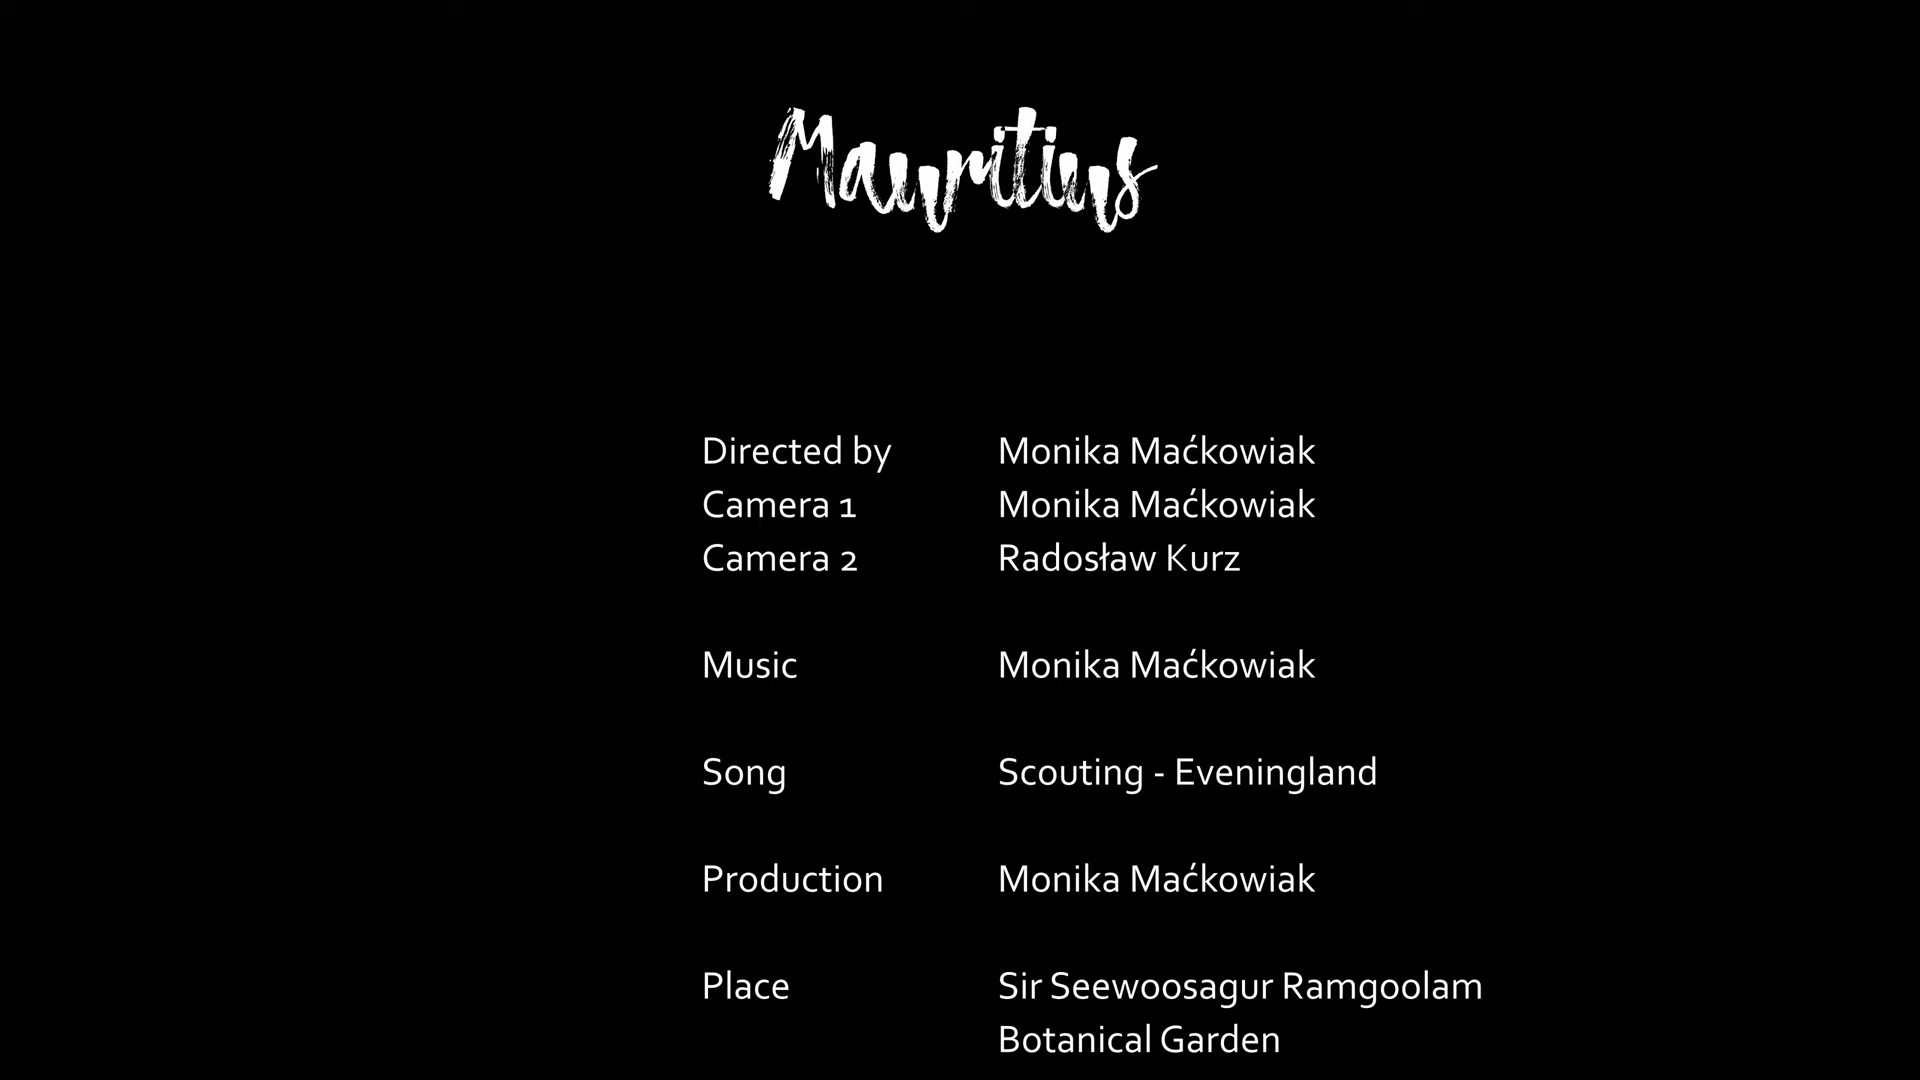 Mauritius
Directed by Monika Maćkowiak
Camera 1 Monika Maćkowiak
Camera 2 Radosław Kurz
Music Monika Maćkowiak
Song Scouting - Eveningland
Production Monika Maćkowiak
Place Sir Seewoosagur Ramgoolam
Botanical Garden